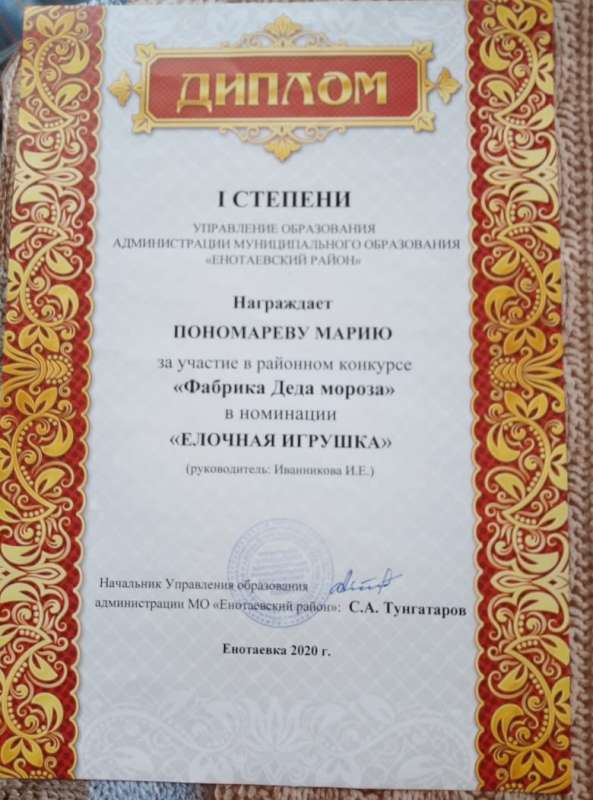 ДИПЛОМ
I СТЕПЕНИ
УПРАВЛЕНИЕ ОБРАЗОВАНИЯ
АДМИНИСТРАЦИИ МУНИЦИПАЛЬНОГО ОБРАЗОВАНИЯ
«ЕНОТАЕВСКИЙ РАЙОН»
Награждает
ПОНОМАРЕВУ МАРИЮ
за участие в районном конкурсе
«Фабрика Деда мороза»
в номинации
«ЕЛОЧНАЯ ИГРУШКА»
(руководитель: Иванникова И.Е.)
Начальник Управления образования
администрации МО «Енотаевский район»: С.А. Тунгатаров
Енотаевка 2020 г.